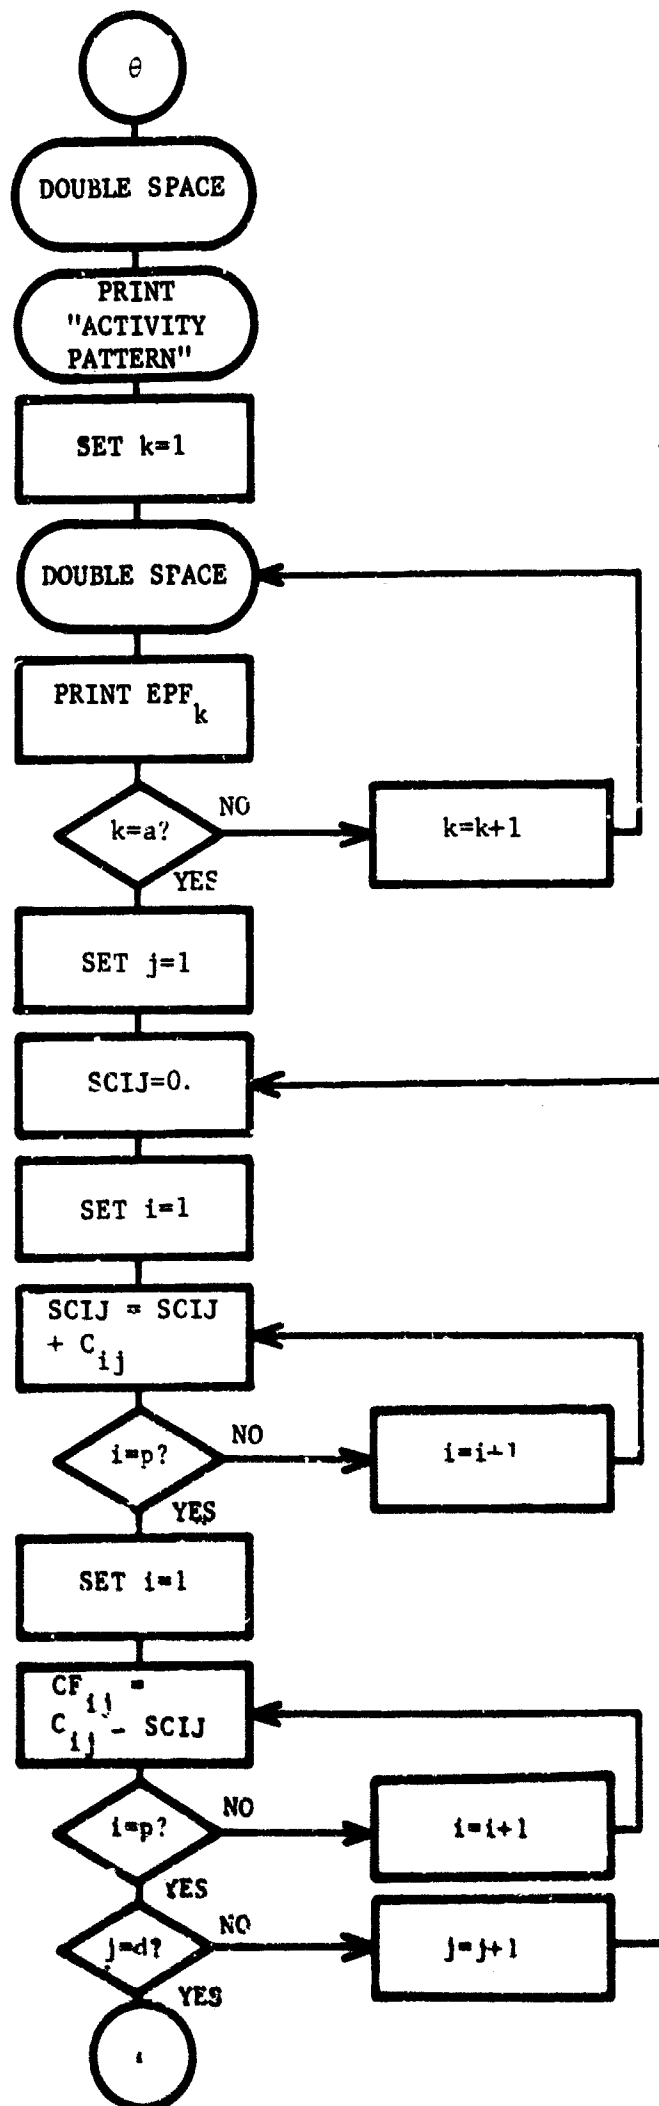 θ
DOUBLE SPACE
PRINT
"ACTIVITY
PATTERN"
SET k=1
DOUBLE SPACE
PRINT EPF
k
NO
k=a?
k=k+1
YES
SET j=1
SCIJ=0.
SET i=1
SCIJ = SCIJ
+ C
ij
NO
i=p?
i=i+1
YES
SET i=1
CF
ij
=
C
ij
- SCIJ
NO
i=p?
i=i+1
YES
NO
j=d?
j=j+1
YES